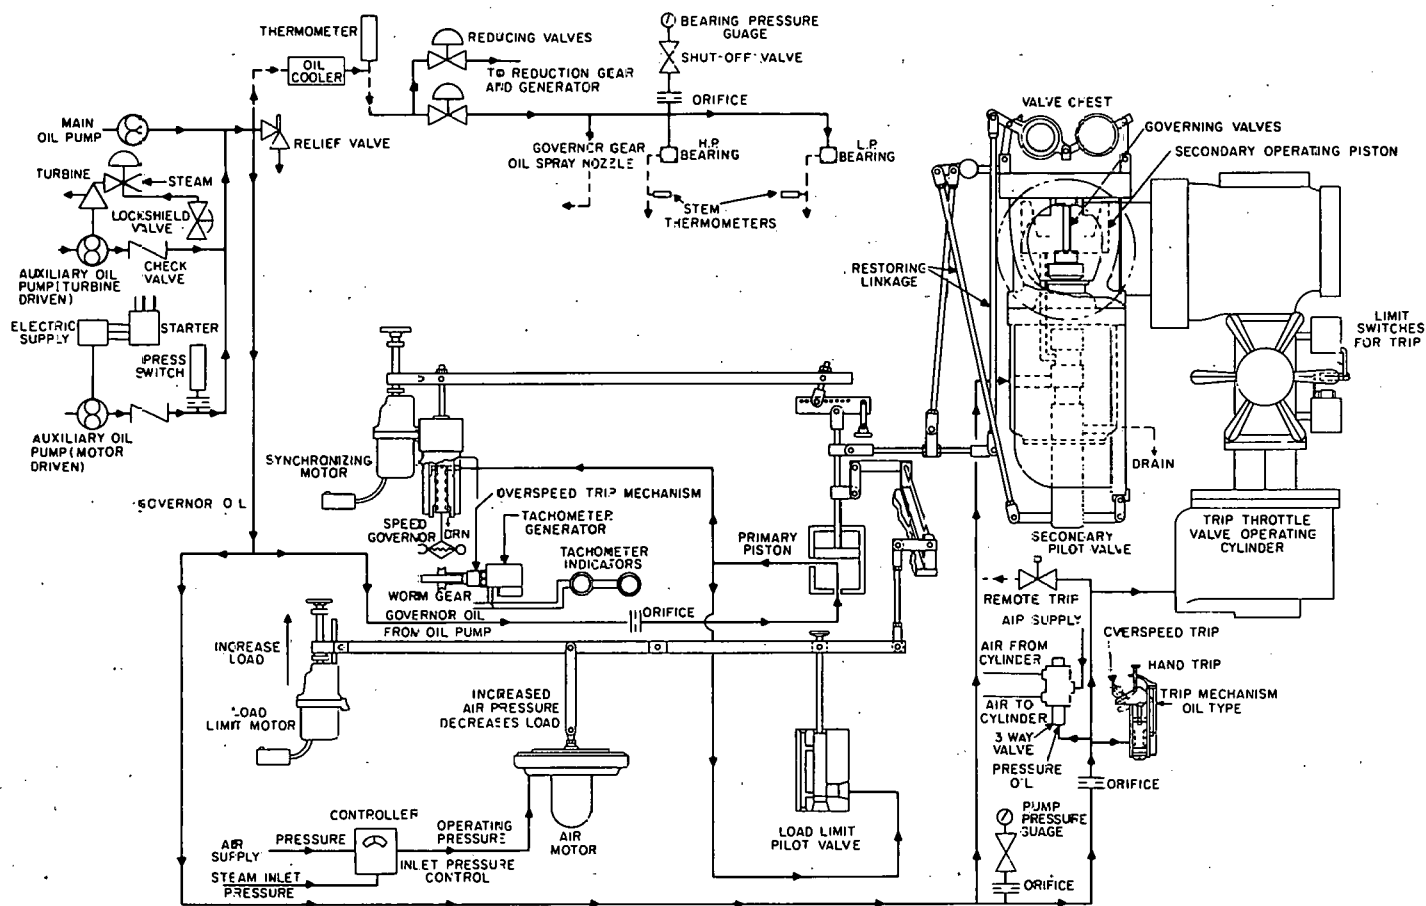 THERMOMETER
OIL
COOLER
REDUCING VALVES
TO REDUCTION GEAR
AND GENERATOR
BEARING PRESSURE
GUAGE
SHUT-OFF VALVE
ORIFICE
MAIN
OIL PUMP
RELIEF VALVE
GOVERNOR GEAR
OIL SPRAY NOZZLE
H.P.
BEARING
L.P.
BEARING
STEM
THERMOMETERS
TURBINE
STEAM
LOCKSHIELD
VALVE
CHECK
VALVE
AUXILIARY OIL
PUMP (TURBINE
DRIVEN)
ELECTRIC
SUPPLY
STARTER
PRESS
SWITCH
AUXILIARY OIL
PUMP (MOTOR
DRIVEN)
GOVERNOR OIL
VALVE CHEST
GOVERNING VALVES
SECONDARY OPERATING PISTON
RESTORING
LINKAGE
LIMIT
SWITCHES
FOR TRIP
DRAIN
SECONDARY
PILOT VALVE
TRIP THROTTLE
VALVE OPERATING
CYLINDER
SYNCHRONIZING
MOTOR
OVERSPEED TRIP MECHANISM
SPEED
GOVERNOR
DRN
TACHOMETER
GENERATOR
TACHOMETER
INDICATORS
WORM GEAR
GOVERNOR OIL
FROM OIL PUMP
ORIFICE
PRIMARY
PISTON
INCREASE
LOAD
LOAD
LIMIT MOTOR
INCREASED
AIR PRESSURE
DECREASES LOAD
AIR
MOTOR
CONTROLLER
AIR
SUPPLY
PRESSURE
OPERATING
PRESSURE
INLET PRESSURE
CONTROL
STEAM INLET
PRESSURE
LOAD LIMIT
PILOT VALVE
REMOTE TRIP
AIR SUPPLY
AIR FROM
CYLINDER
AIR TO
CYLINDER
3 WAY
VALVE
PRESSURE
OIL
OVERSPEED TRIP
HAND TRIP
TRIP MECHANISM
OIL TYPE
ORIFICE
PUMP
PRESSURE
GUAGE
ORIFICE